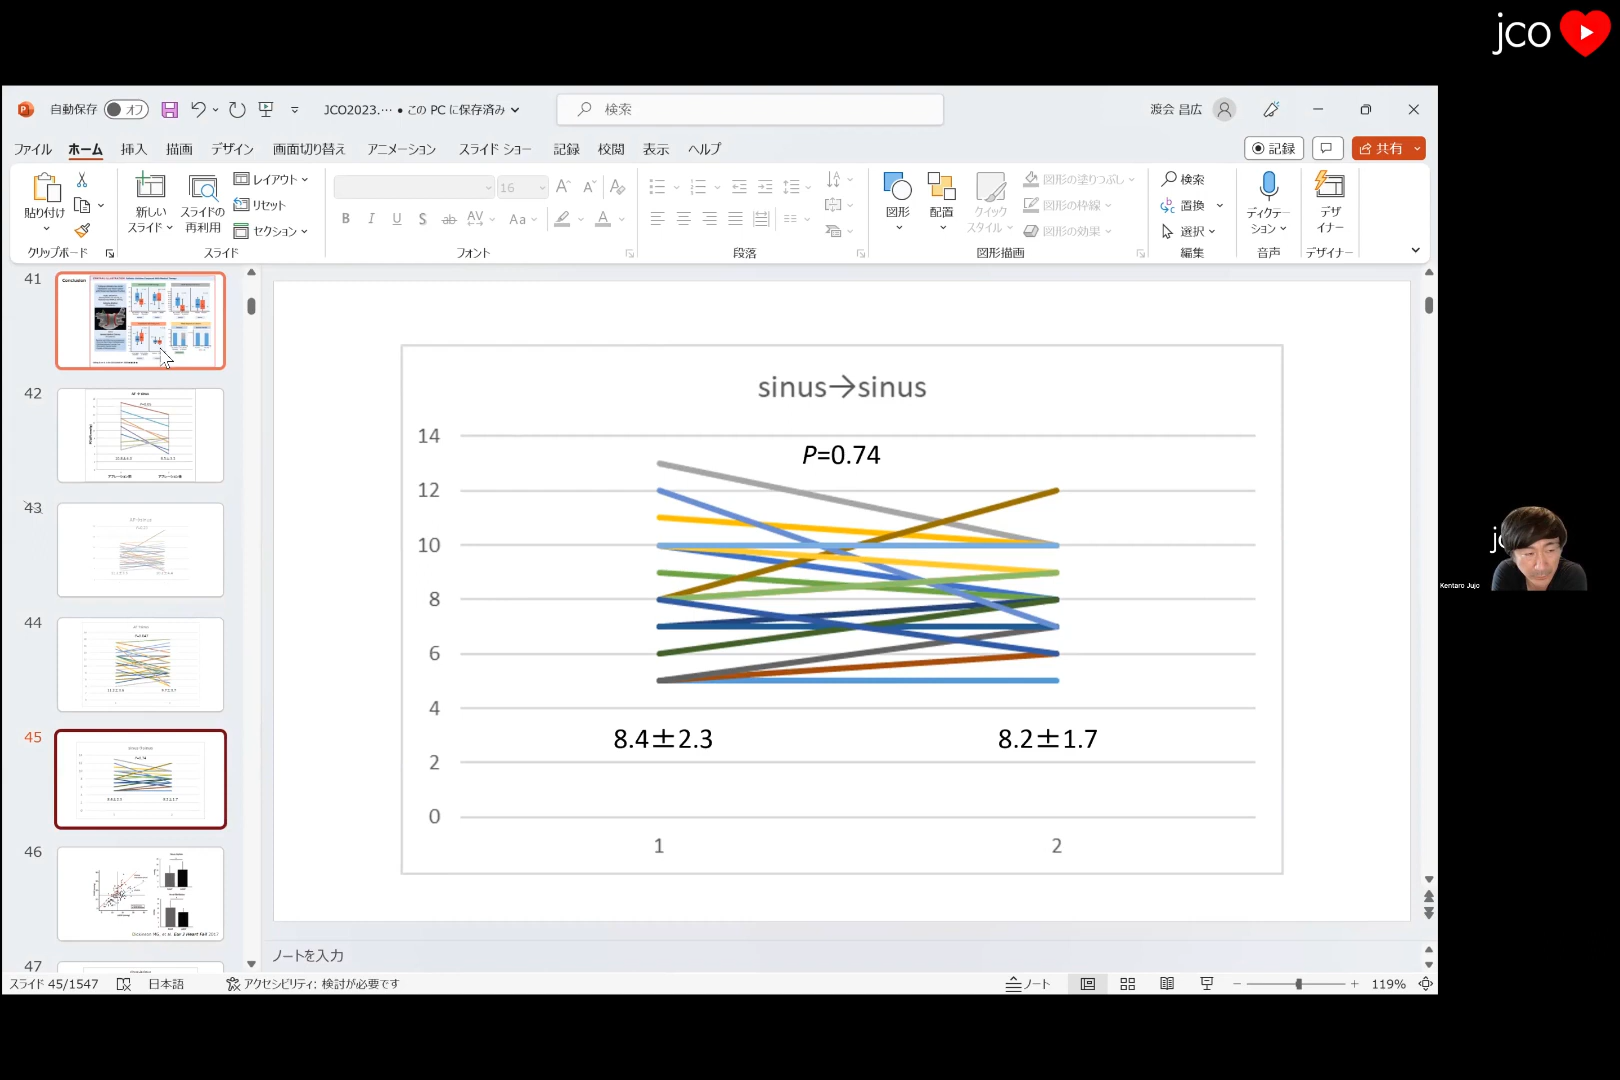 jco
自動保存 オフ JCO2023.… • この PC に保存済み 検索 渡会 昌広
ファイル ホーム 挿入 描画 デザイン 画面切り替え アニメーション スライド ショー 記録 校閲 表示 ヘルプ 記録 共有
貼り付け 新しい スライド スライドの 再利用 レイアウト リセット セクション 16 B I U S ab AV Aa A 図形 配置 クイック スタイル 図形の塗りつぶし 図形の枠線 図形の効果 検索 置換 選択 ディクテー ション デザ イナー
クリップボード スライド フォント 段落 図形描画 編集 音声 デザイナー
41
Conclusion
42
43
44
45
46
47
sinus→sinus
P=0.74
14
12
10
8
6
4
2
0
8.4±2.3 8.2±1.7
1 2
Kentaro Jujo
ノートを入力
スライド 45/1547 日本語 アクセシビリティ: 検討が必要です ノート 119%